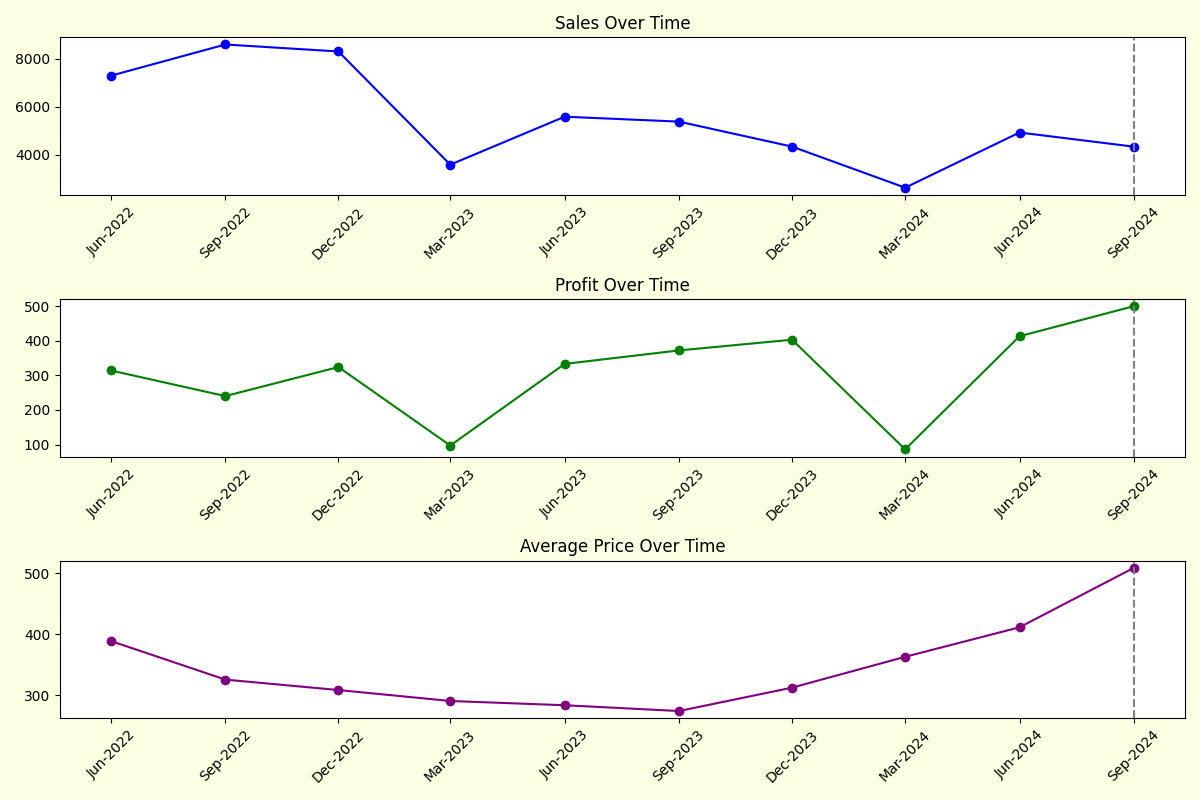 Sales Over Time
8000
6000
4000
Jun-2022 Sep-2022 Dec-2022 Mar-2023 Jun-2023 Sep-2023 Dec-2023 Mar-2024 Jun-2024 Sep-2024
Profit Over Time
500
400
300
200
100
Jun-2022 Sep-2022 Dec-2022 Mar-2023 Jun-2023 Sep-2023 Dec-2023 Mar-2024 Jun-2024 Sep-2024
Average Price Over Time
500
400
300
Jun-2022 Sep-2022 Dec-2022 Mar-2023 Jun-2023 Sep-2023 Dec-2023 Mar-2024 Jun-2024 Sep-2024